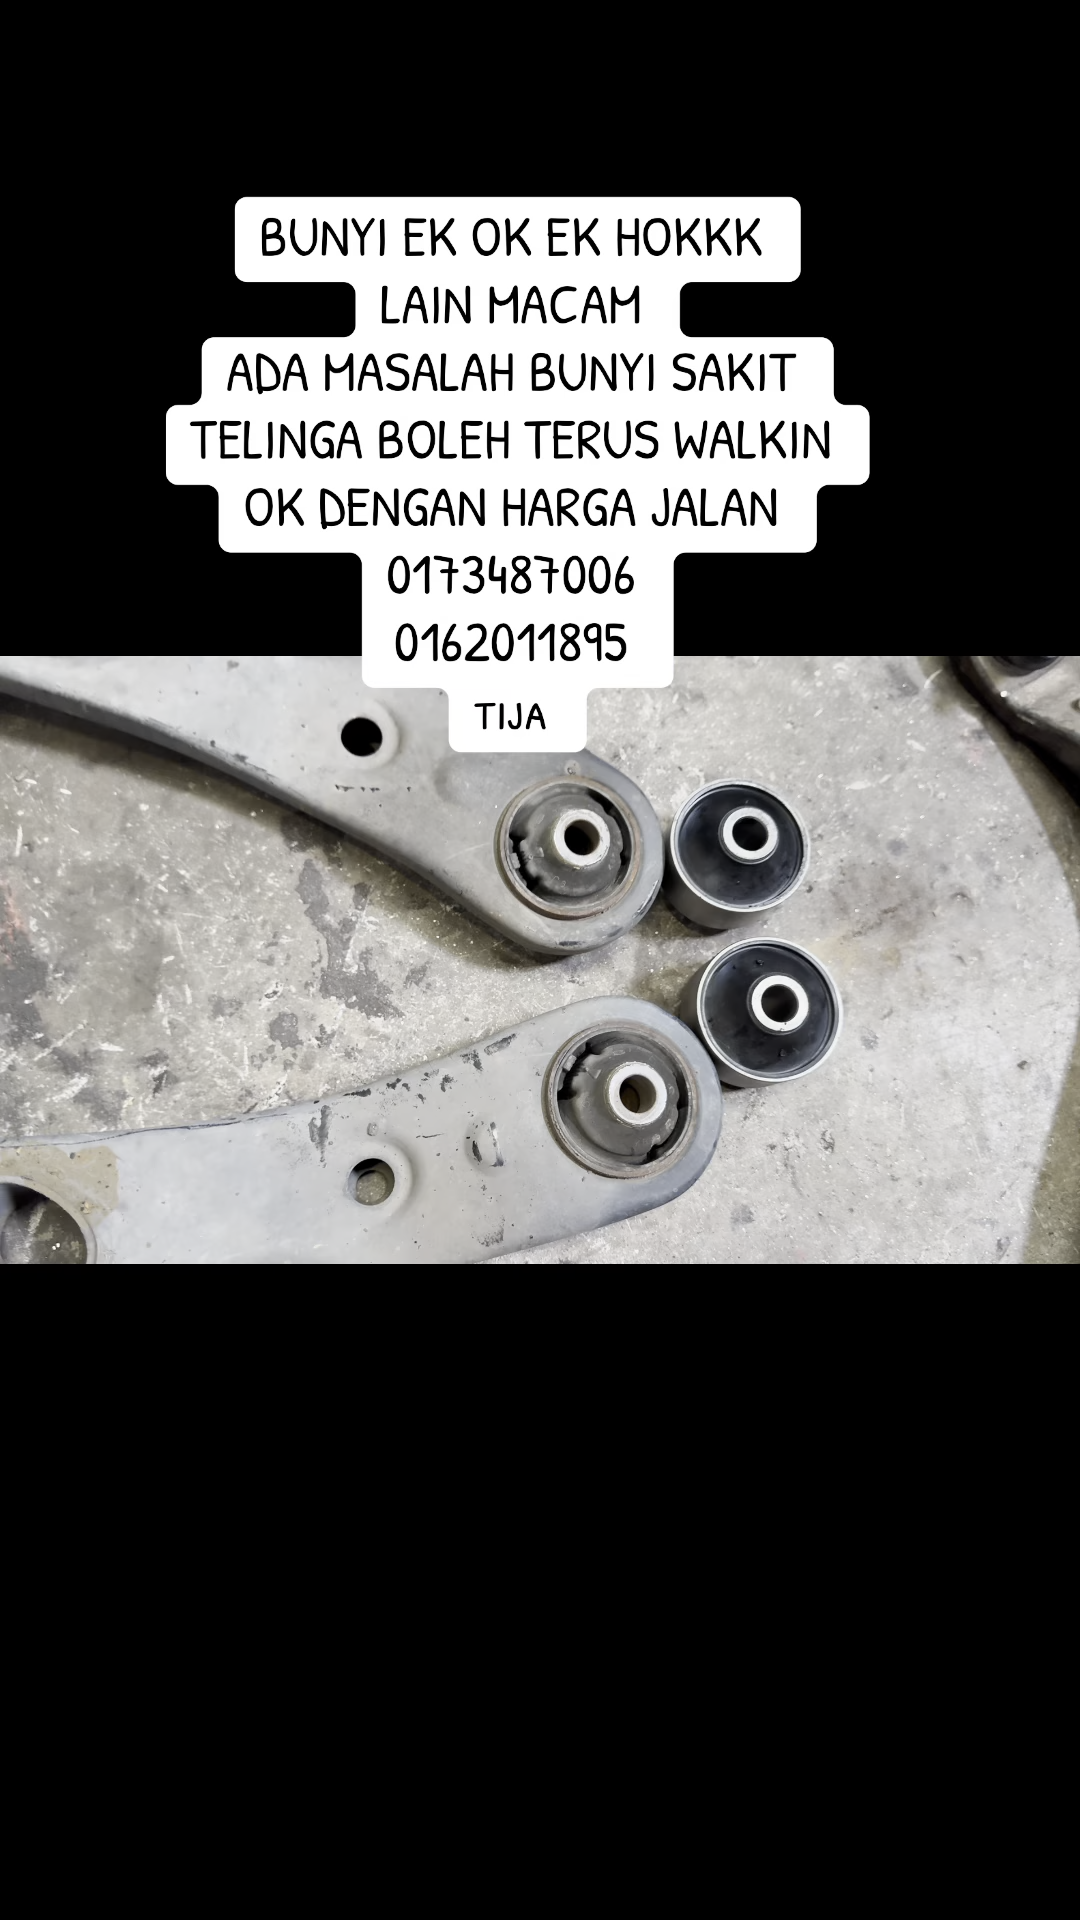 BUNYI EK OK EK HOKKK
LAIN MACAM
ADA MASALAH BUNYI SAKIT
TELINGA BOLEH TERUS WALKIN
OK DENGAN HARGA JALAN
0173487006
0162011895
TIJA